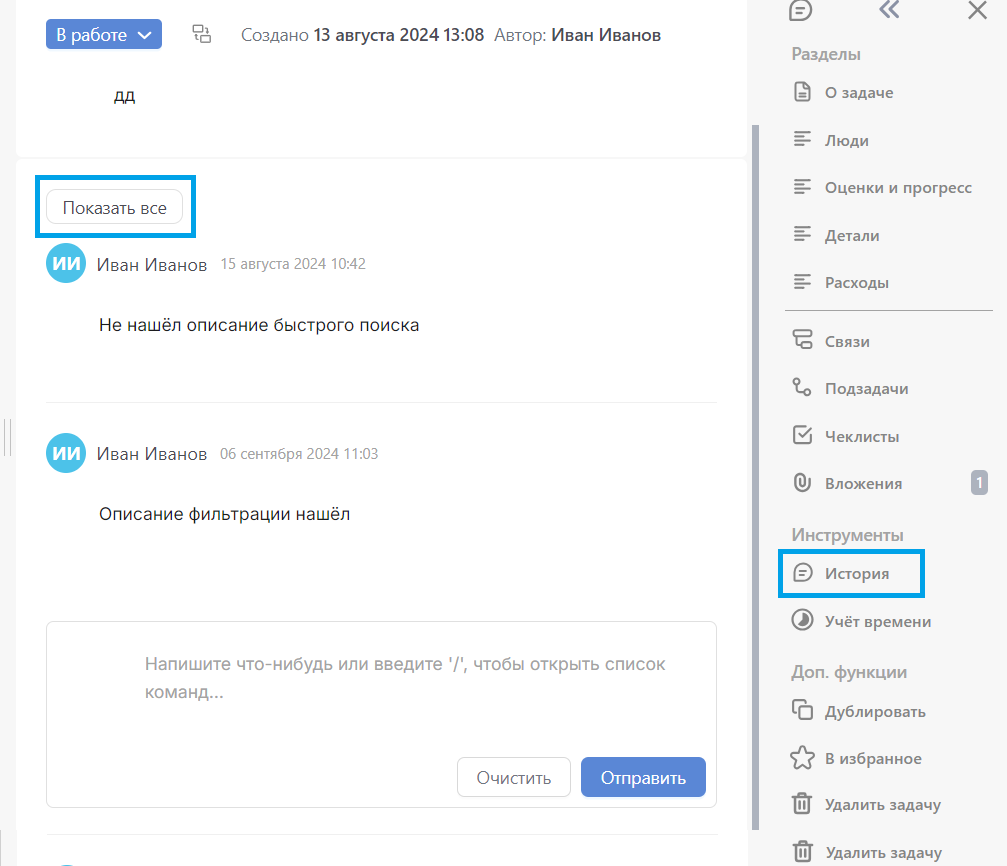 В работе
Создано 13 августа 2024 13:08 Автор: Иван Иванов
дд
Показать все
ИИ Иван Иванов 15 августа 2024 10:42
Не нашёл описание быстрого поиска
ИИ Иван Иванов 06 сентября 2024 11:03
Описание фильтрации нашёл
Напишите что-нибудь или введите '/', чтобы открыть список
команд...
Очистить Отправить
Разделы
О задаче
Люди
Оценки и прогресс
Детали
Расходы
Связи
Подзадачи
Чеклисты
Вложения 1
Инструменты
История
Учёт времени
Доп. функции
Дублировать
В избранное
Удалить задачу
Удалить задачу